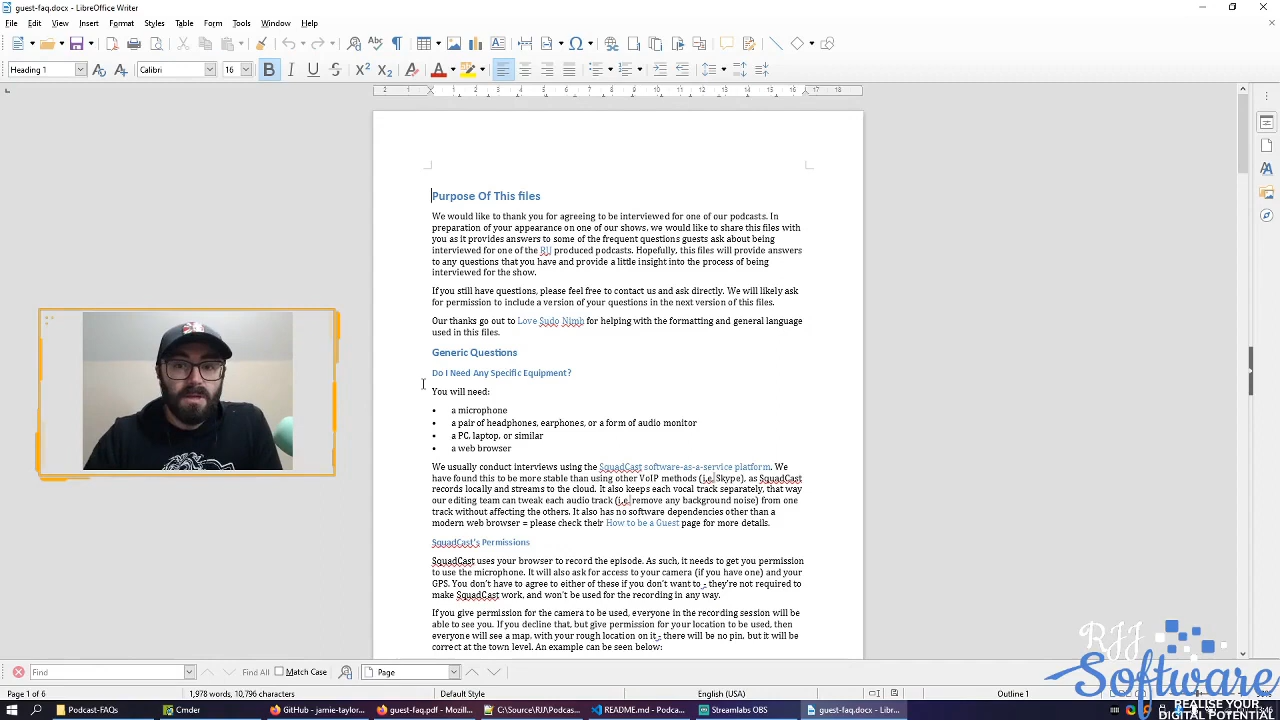 guest-faq.docx - LibreOffice Writer
File Edit View Insert Format Styles Table Form Tools Window Help
Heading 1 Calibri 16
2 1 1 2 3 4 5 6 7 8 9 10 11 12 13 14 15 16 17 18
Purpose Of This files
We would like to thank you for agreeing to be interviewed for one of our podcasts. In
preparation of your appearance on one of our shows, we would like to share this files with
you as it provides answers to some of the frequent questions guests ask about being
interviewed for one of the RJJ produced podcasts. Hopefully, this files will provide answers
to any questions that you have and provide a little insight into the process of being
interviewed for the show.
If you still have questions, please feel free to contact us and ask directly. We will likely ask
for permission to include a version of your questions in the next version of this files.
Our thanks go out to Love Sudo Nimh for helping with the formatting and general language
used in this files.
Generic Questions
Do I Need Any Specific Equipment?
You will need:
• a microphone
• a pair of headphones, earphones, or a form of audio monitor
• a PC, laptop, or similar
• a web browser
We usually conduct interviews using the SquadCast software-as-a-service platform. We
have found this to be more stable than using other VoIP methods (i.e. Skype), as SquadCast
records locally and streams to the cloud. It also keeps each vocal track separately, that way
our editing team can tweak each audio track (i.e. remove any background noise) from one
track without affecting the others. It also has no software dependencies other than a
modern web browser = please check their How to be a Guest page for more details.
SquadCast's Permissions
SquadCast uses your browser to record the episode. As such, it needs to get you permission
to use the microphone. It will also ask for access to your camera (if you have one) and your
GPS. You don't have to agree to either of these if you don't want to - they're not required to
make SquadCast work, and won't be used for the recording in any way.
If you give permission for the camera to be used, everyone in the recording session will be
able to see you. If you decline that, but give permission for your location to be used, then
everyone will see a map, with your rough location on it - there will be no pin, but it will be
correct at the town level. An example can be seen below:
Find Find All Match Case Page
Page 1 of 6 1,978 words, 10,796 characters Default Style English (USA) Outline 1
Podcast-FAQs Cmder GitHub - jamie-taylor... guest-faq.pdf - Mozill... C:\Source\RJJ\Podcas... README.md - Podca... Streamlabs OBS guest-faq.docx - Libr...
RJJ
Software
REALISE YOUR
DIGITAL POTENTIAL